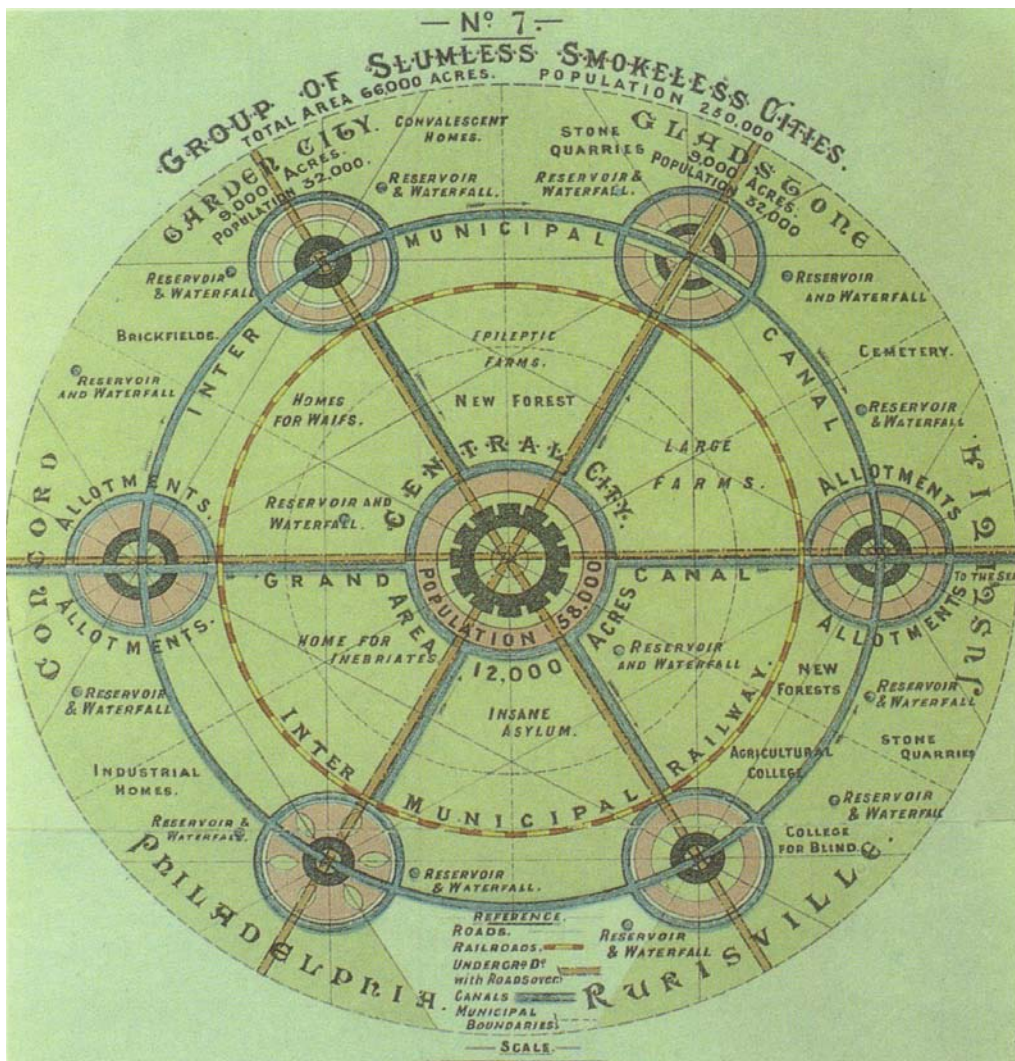 — Nº 7. —
GROUP OF SLUMLESS SMOKELESS CITIES.
TOTAL AREA 66,000 ACRES. POPULATION 250,000
GARDEN CITY.
9,000 ACRES.
POPULATION 32,000.
CONVALESCENT
HOMES.
STONE
QUARRIES
GLADSTONE
9,000 ACRES.
POPULATION
32,000
RESERVOIR
& WATERFALL.
RESERVOIR &
WATERFALL.
INTER MUNICIPAL CANAL
RESERVOIR
& WATERFALL
RESERVOIR
AND WATERFALL
BRICKFIELDS.
EPILEPTIC
FARMS.
CEMETERY.
RESERVOIR
AND WATERFALL
HOMES
FOR WAIFS.
NEW FOREST
RESERVOIR
& WATERFALL
LARGE
FARMS.
CENTRAL CITY.
CONCORD
ALLOTMENTS.
RESERVOIR AND
WATERFALL.
ALLOTMENTS
JUSTITIA
GRAND CANAL
TO THE SEA
ALLOTMENTS.
ALLOTMENTS
POPULATION 58,000
AREA 12,000 ACRES
HOME FOR
INEBRIATES.
RESERVOIR
AND WATERFALL
NEW
FORESTS
RESERVOIR
& WATERFALL
RESERVOIR
& WATERFALL
INSANE
ASYLUM.
STONE
QUARRIES
INTER MUNICIPAL RAILWAY.
AGRICULTURAL
COLLEGE
INDUSTRIAL
HOMES.
RESERVOIR
& WATERFALL
RESERVOIR &
WATERFALL.
COLLEGE
FOR BLIND.
RESERVOIR
& WATERFALL.
PHILADELPHIA.
RURISVILLE.
REFERENCE.
ROADS.
RAILROADS.
UNDERGRD Dº
with ROADS over
CANALS
MUNICIPAL
BOUNDARIES
RESERVOIR
& WATERFALL
— SCALE. —